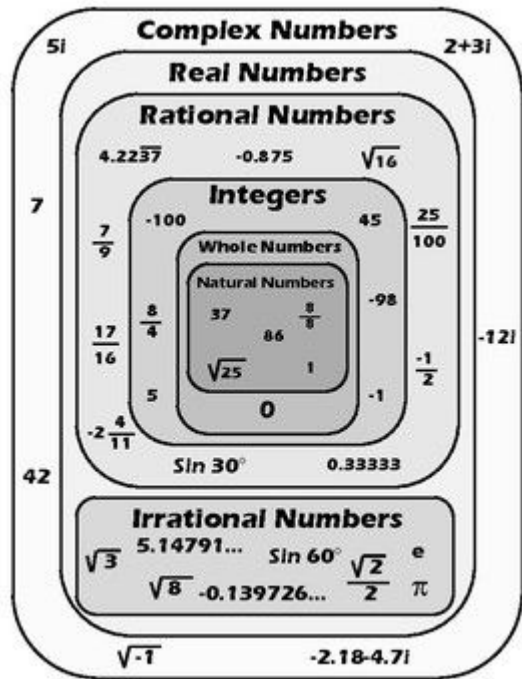 Complex Numbers
5i
2+3i
Real Numbers
Rational Numbers
4.223̅7̅ -0.875 √16
Integers
7
-100 45
7/9
25/100
Whole Numbers
Natural Numbers
37 8/8
8/4
-98
86
17/16
-12i
√25 1
-1/2
5 0 -1
-2 4/11
Sin 30° 0.33333
42
Irrational Numbers
√3 5.14791... Sin 60° √2/2 e
√8 -0.139726... π
√-1 -2.18-4.7i